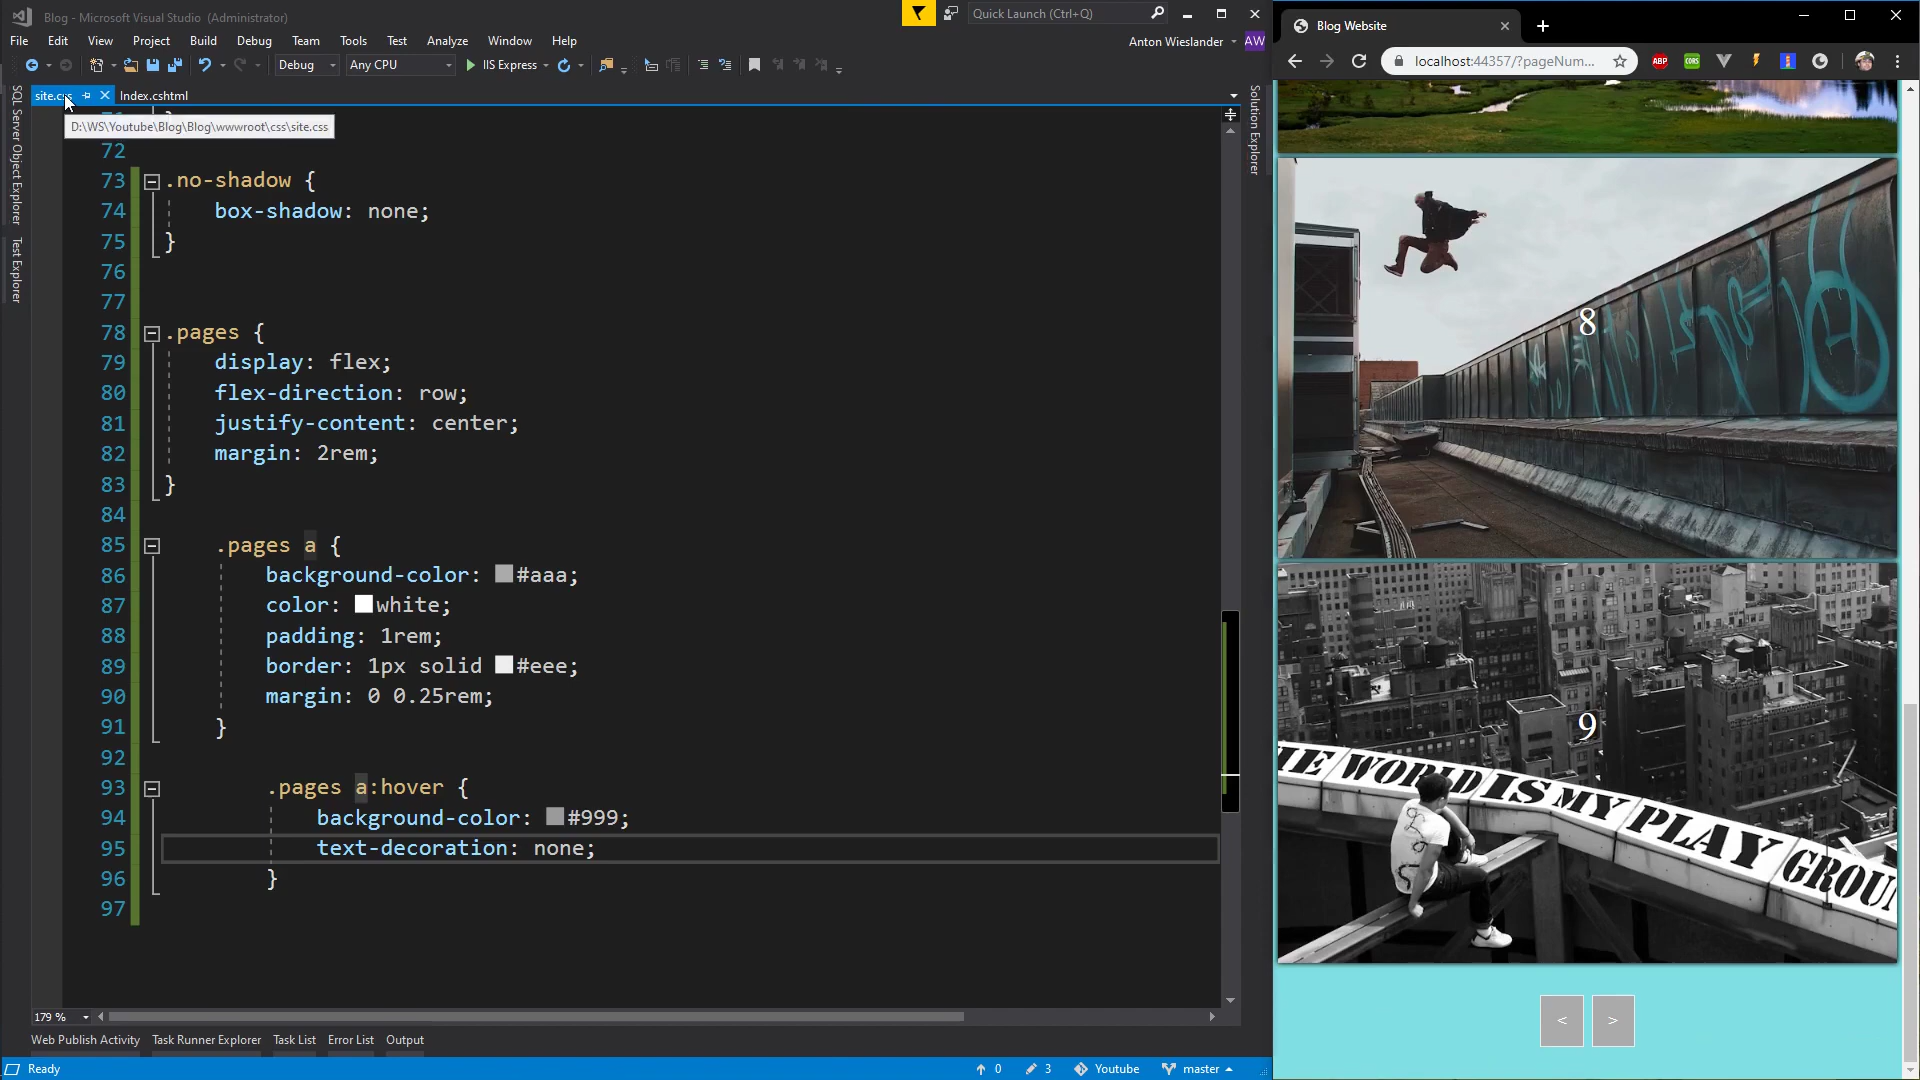 Blog - Microsoft Visual Studio (Administrator)
Quick Launch (Ctrl+Q)
File Edit View Project Build Debug Team Tools Test Analyze Window Help
Anton Wieslander AW
Debug Any CPU IIS Express
site.css Index.cshtml
D:\WS\Youtube\Blog\Blog\wwwroot\css\site.css
SQL Server Object Explorer
Test Explorer
Solution Explorer
72
73 .no-shadow {
74 box-shadow: none;
75 }
76
77
78 .pages {
79 display: flex;
80 flex-direction: row;
81 justify-content: center;
82 margin: 2rem;
83 }
84
85 .pages a {
86 background-color: #aaa;
87 color: white;
88 padding: 1rem;
89 border: 1px solid #eee;
90 margin: 0 0.25rem;
91 }
92
93 .pages a:hover {
94 background-color: #999;
95 text-decoration: none;
96 }
97
179 %
Web Publish Activity Task Runner Explorer Task List Error List Output
Ready
0 3 Youtube master
Blog Website
localhost:44357/?pageNum...
ABP
CORS
8
9
THE WORLD IS MY PLAY GROUN
< >